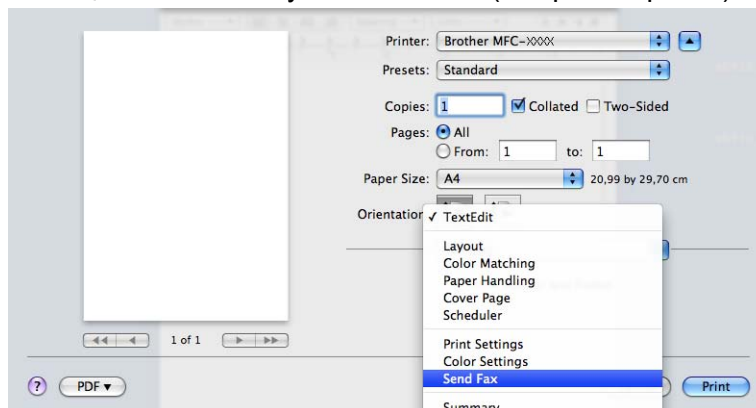 Printer: Brother MFC-XXXX
Presets: Standard
Copies: 1 Collated Two-Sided
Pages: All
From: 1 to: 1
Paper Size: A4 20,99 by 29,70 cm
Orientation
✓ TextEdit
Layout
Color Matching
Paper Handling
Cover Page
Scheduler
1 of 1
Print Settings
Color Settings
Send Fax
? PDF▼ Print
Summary